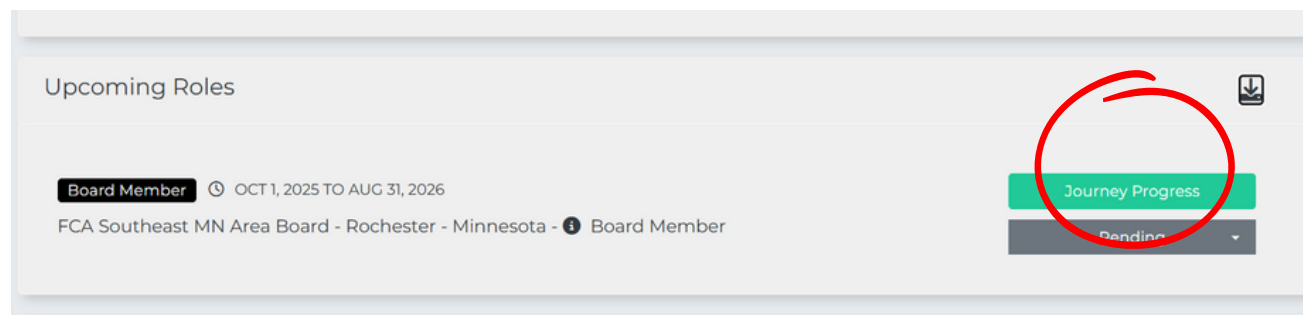 Upcoming Roles
Board Member OCT 1, 2025 TO AUG 31, 2026
Journey Progress
FCA Southeast MN Area Board - Rochester - Minnesota - Board Member
Pending